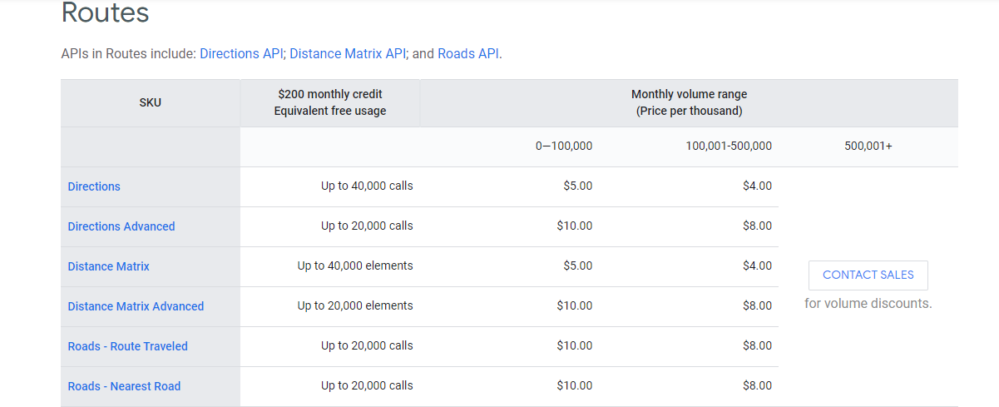 Routes
APIs in Routes include: Directions API; Distance Matrix API; and Roads API.
SKU
$200 monthly credit
Equivalent free usage
Monthly volume range
(Price per thousand)
0—100,000 100,001-500,000 500,001+
Directions Up to 40,000 calls $5.00 $4.00
Directions Advanced Up to 20,000 calls $10.00 $8.00
Distance Matrix Up to 40,000 elements $5.00 $4.00
CONTACT SALES
for volume discounts.
Distance Matrix Advanced Up to 20,000 elements $10.00 $8.00
Roads - Route Traveled Up to 20,000 calls $10.00 $8.00
Roads - Nearest Road Up to 20,000 calls $10.00 $8.00